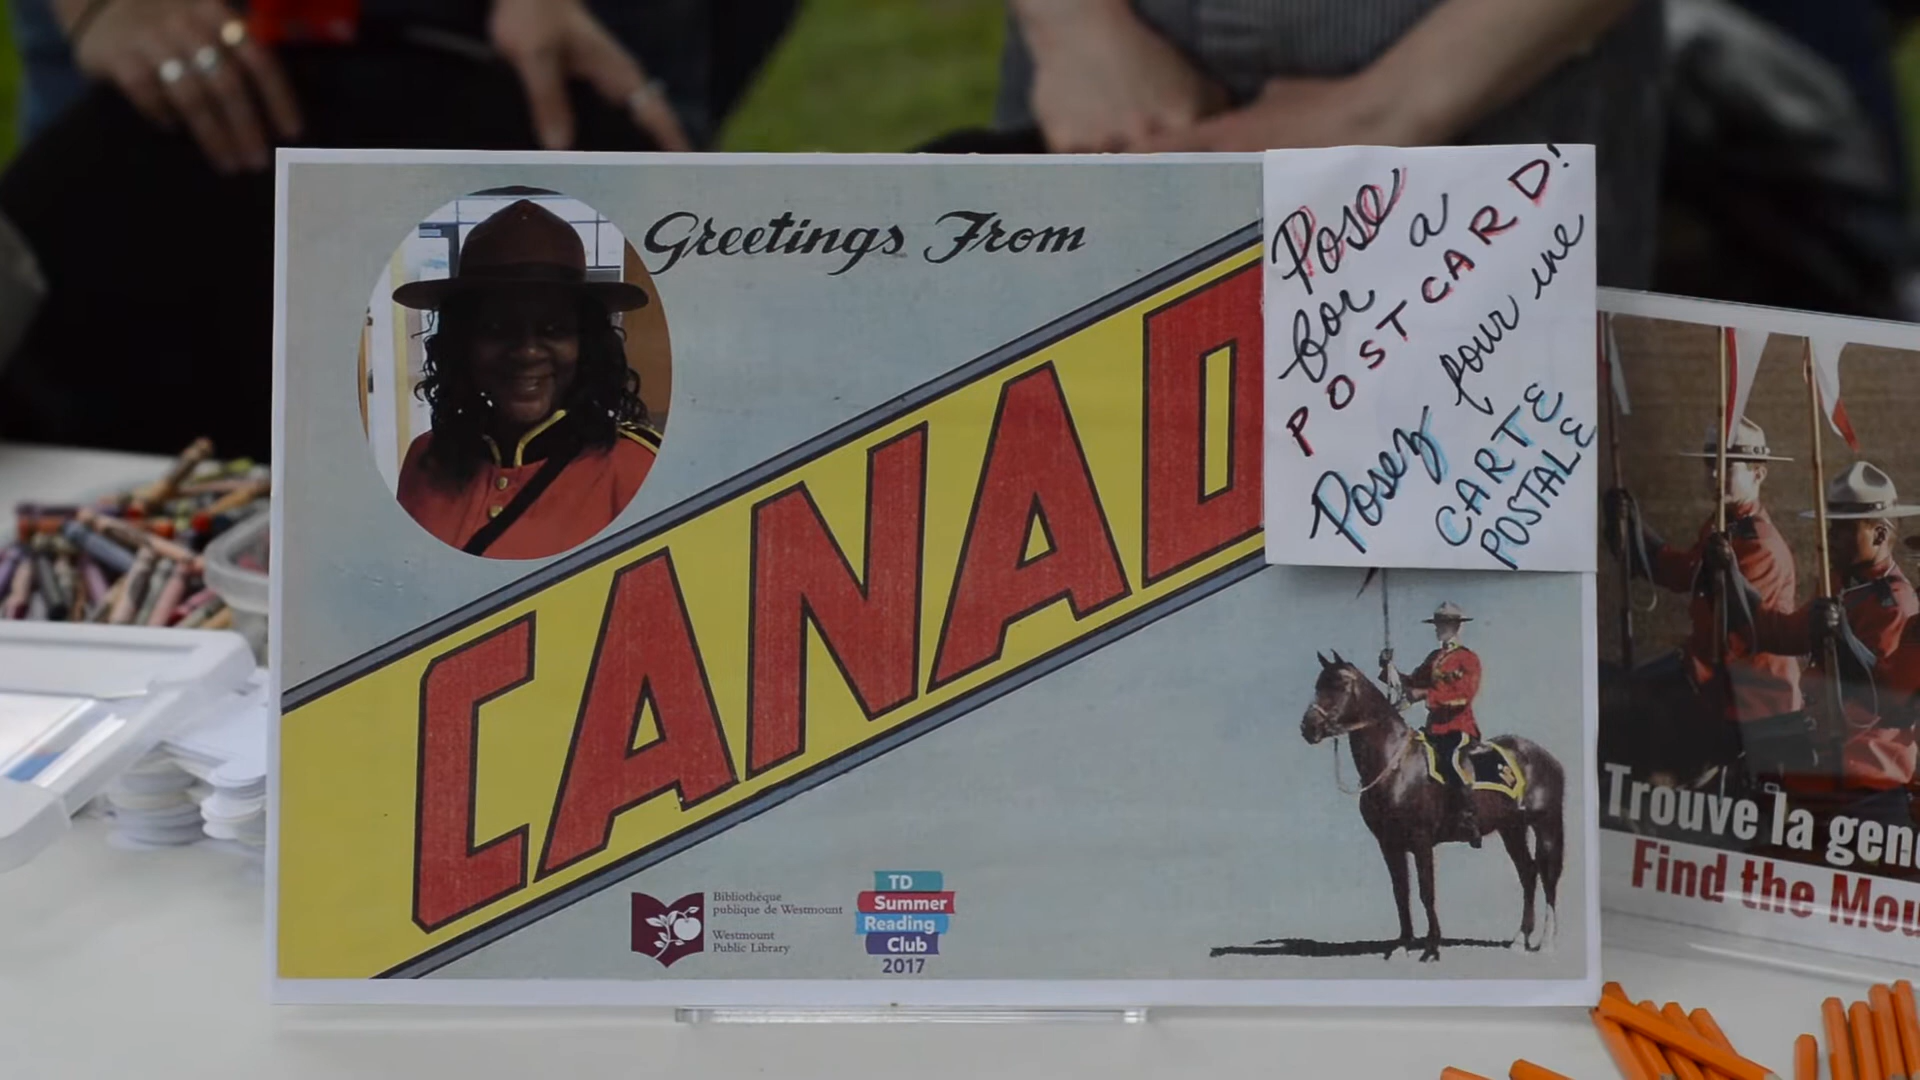 Greetings From
CANAD
Pose
for a
POSTCARD!
Posez pour une
CARTE
POSTALE
Bibliothèque
publique de Westmount
Westmount
Public Library
TD
Summer
Reading
Club
2017
Trouve la gen
Find the Mou